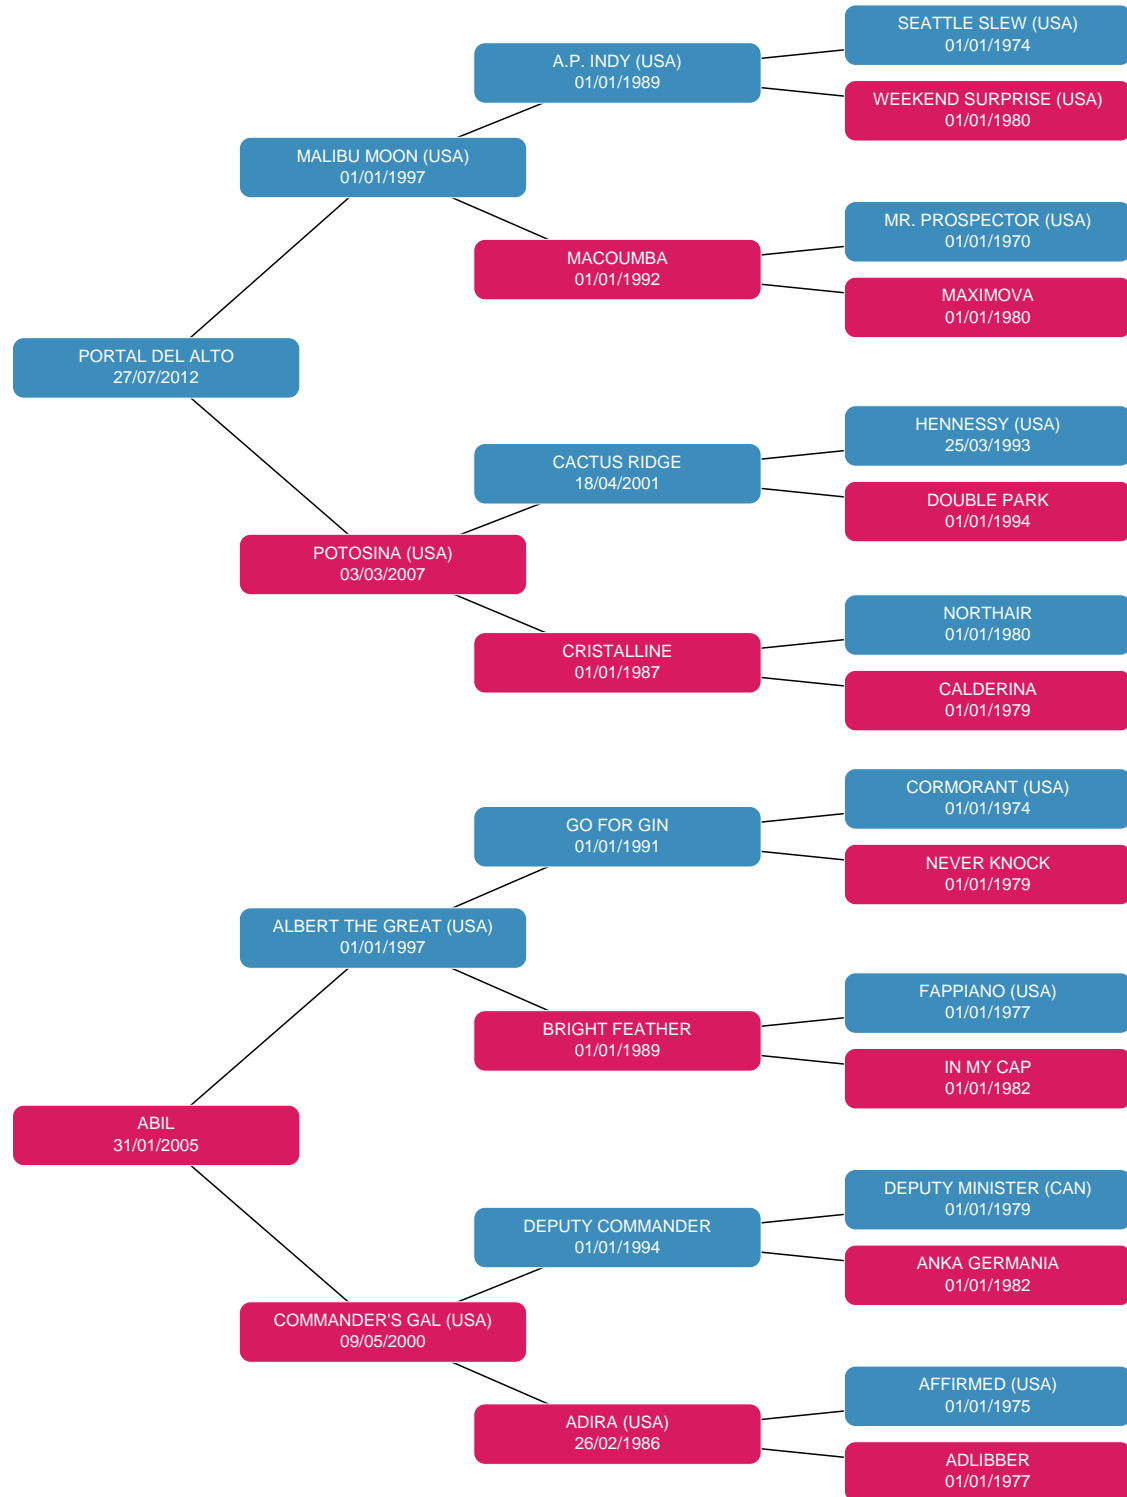 SEATTLE SLEW (USA)
01/01/1974
A.P. INDY (USA)
01/01/1989
WEEKEND SURPRISE (USA)
01/01/1980
MALIBU MOON (USA)
01/01/1997
MR. PROSPECTOR (USA)
01/01/1970
MACOUMBA
01/01/1992
MAXIMOVA
01/01/1980
PORTAL DEL ALTO
27/07/2012
HENNESSY (USA)
25/03/1993
CACTUS RIDGE
18/04/2001
DOUBLE PARK
01/01/1994
POTOSINA (USA)
03/03/2007
NORTHAIR
01/01/1980
CRISTALLINE
01/01/1987
CALDERINA
01/01/1979
CORMORANT (USA)
01/01/1974
GO FOR GIN
01/01/1991
NEVER KNOCK
01/01/1979
ALBERT THE GREAT (USA)
01/01/1997
FAPPIANO (USA)
01/01/1977
BRIGHT FEATHER
01/01/1989
IN MY CAP
01/01/1982
ABIL
31/01/2005
DEPUTY MINISTER (CAN)
01/01/1979
DEPUTY COMMANDER
01/01/1994
ANKA GERMANIA
01/01/1982
COMMANDER'S GAL (USA)
09/05/2000
AFFIRMED (USA)
01/01/1975
ADIRA (USA)
26/02/1986
ADLIBBER
01/01/1977